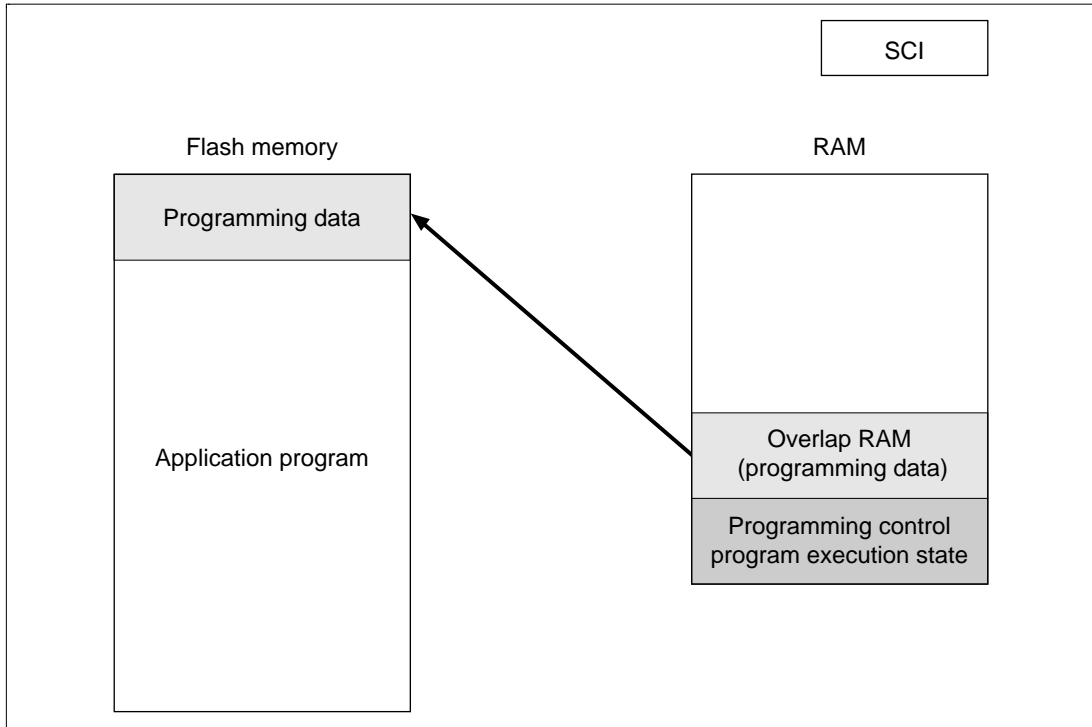 SCI
Flash memory
RAM
Programming data
Application program
Overlap RAM
(programming data)
Programming control
program execution state